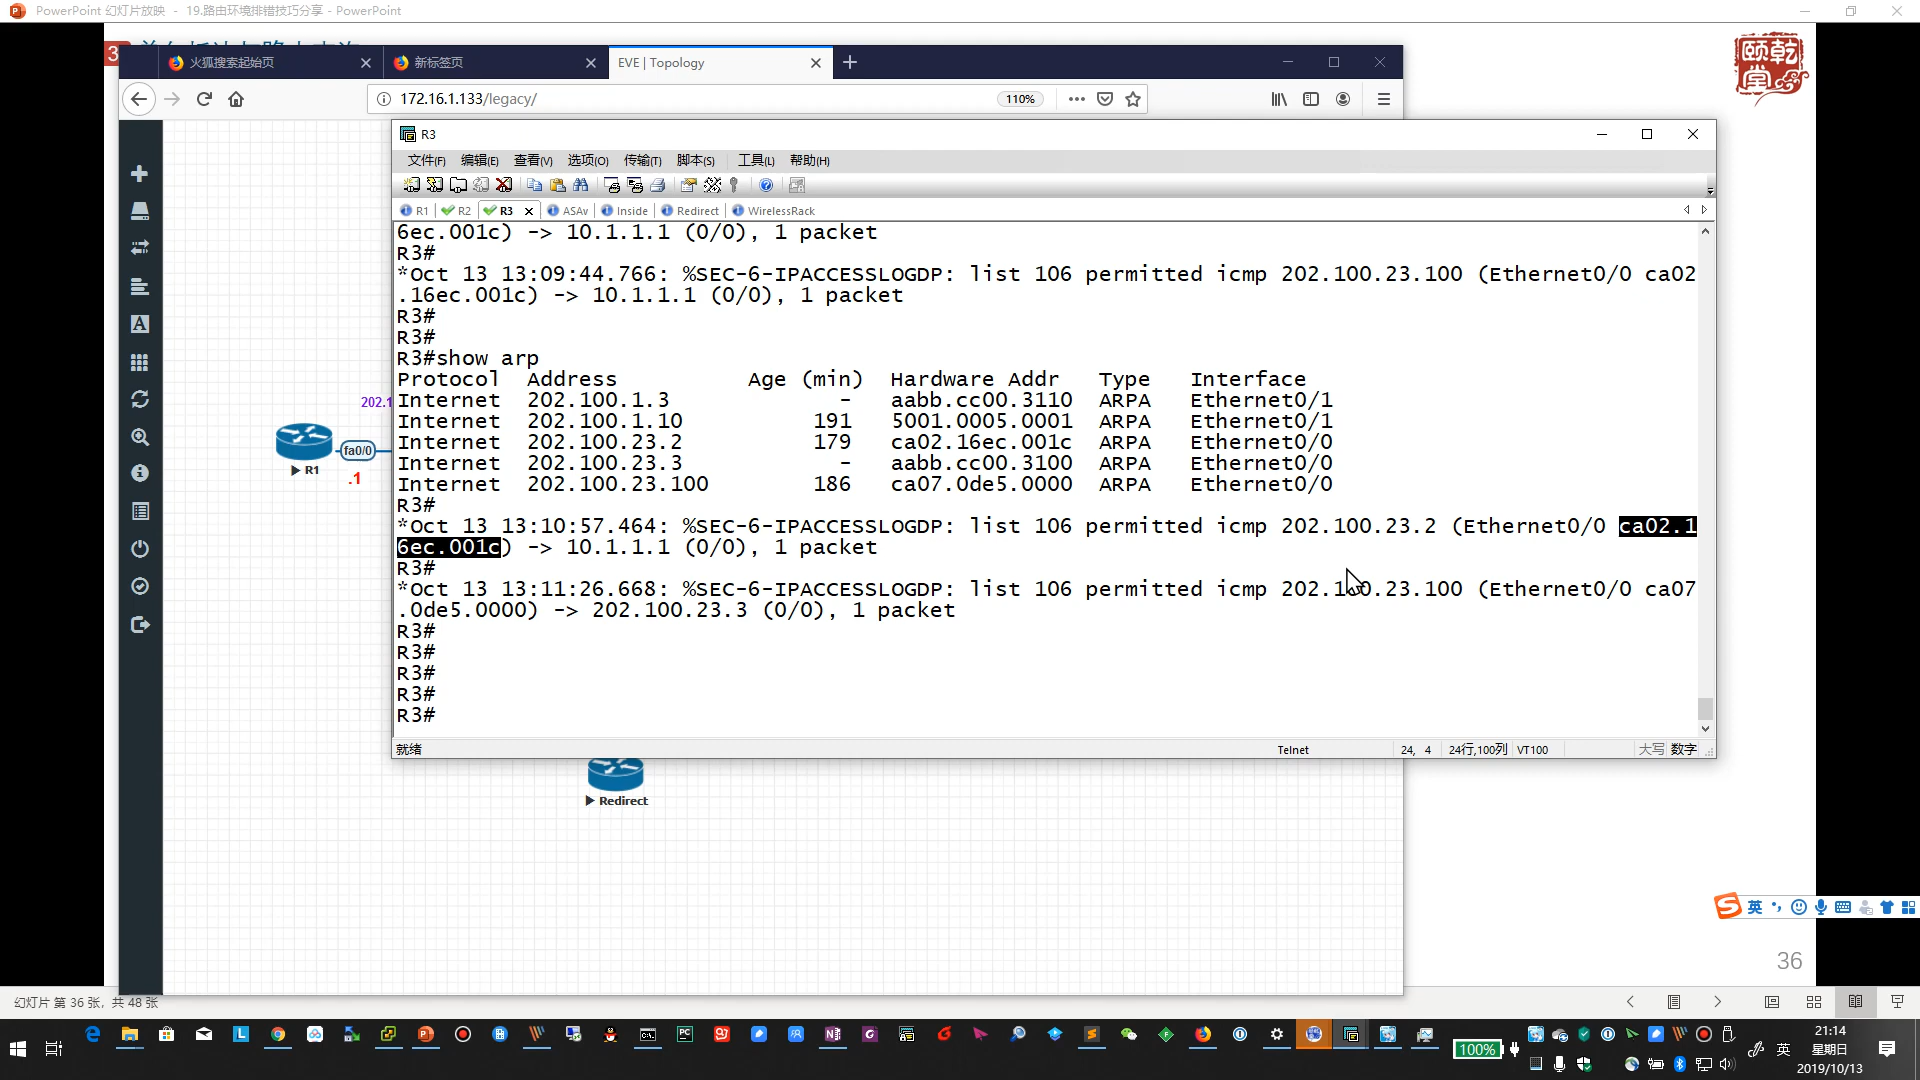 PowerPoint 幻灯片放映 - 19.路由环境排错技巧分享 - PowerPoint
3
颐乾堂
火狐搜索起始页
新标签页
EVE | Topology
172.16.1.133/legacy/
110%
R3
文件(F) 编辑(E) 查看(V) 选项(O) 传输(T) 脚本(S) 工具(L) 帮助(H)
R1 R2 R3 ASAv Inside Redirect WirelessRack
6ec.001c) -> 10.1.1.1 (0/0), 1 packet
R3#
*Oct 13 13:09:44.766: %SEC-6-IPACCESSLOGDP: list 106 permitted icmp 202.100.23.100 (Ethernet0/0 ca02
.16ec.001c) -> 10.1.1.1 (0/0), 1 packet
R3#
R3#
R3#show arp
Protocol Address Age (min) Hardware Addr Type Interface
Internet 202.100.1.3 - aabb.cc00.3110 ARPA Ethernet0/1
Internet 202.100.1.10 191 5001.0005.0001 ARPA Ethernet0/1
Internet 202.100.23.2 179 ca02.16ec.001c ARPA Ethernet0/0
Internet 202.100.23.3 - aabb.cc00.3100 ARPA Ethernet0/0
Internet 202.100.23.100 186 ca07.0de5.0000 ARPA Ethernet0/0
R3#
*Oct 13 13:10:57.464: %SEC-6-IPACCESSLOGDP: list 106 permitted icmp 202.100.23.2 (Ethernet0/0 ca02.1
6ec.001c) -> 10.1.1.1 (0/0), 1 packet
R3#
*Oct 13 13:11:26.668: %SEC-6-IPACCESSLOGDP: list 106 permitted icmp 202.100.23.100 (Ethernet0/0 ca07
.0de5.0000) -> 202.100.23.3 (0/0), 1 packet
R3#
R3#
R3#
R3#
R3#
就绪 Telnet 24, 4 24行,100列 VT100 大写 数字
202.1
fa0/0
R1
.1
Redirect
英
36
幻灯片 第 36 张，共 48 张
100%
英
21:14
星期日
2019/10/13